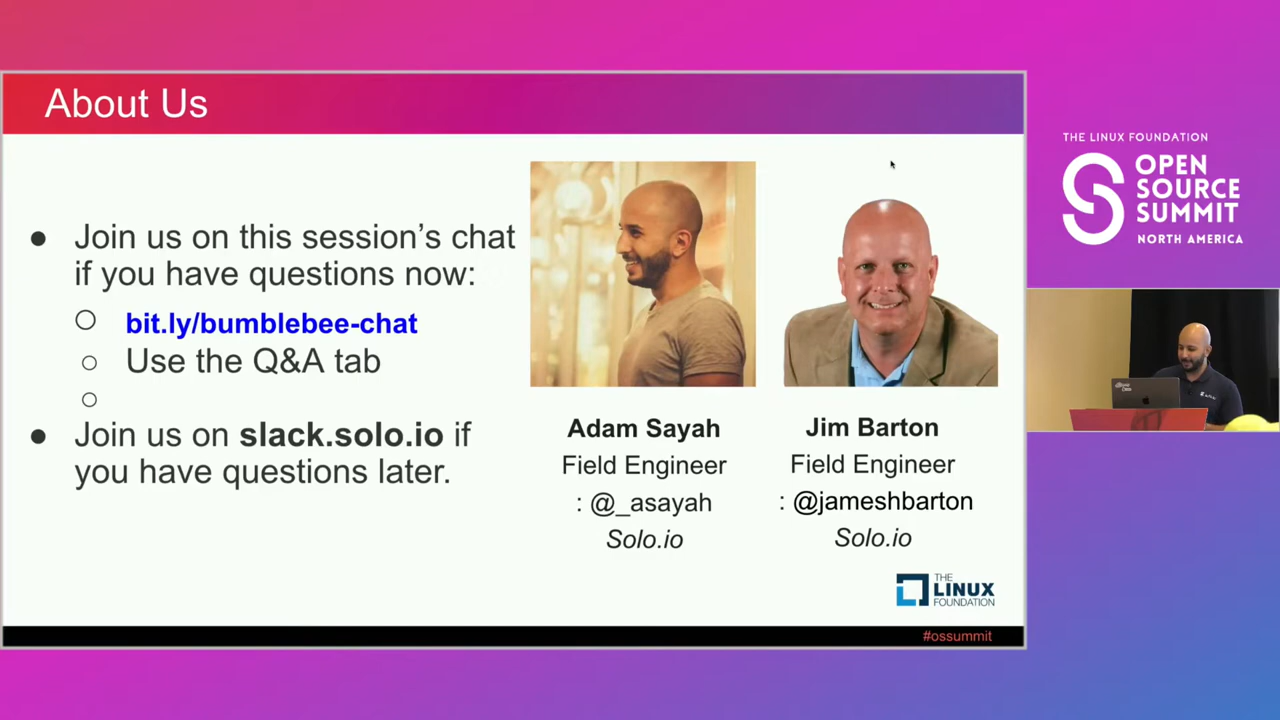 About Us
● Join us on this session's chat
if you have questions now:
○ bit.ly/bumblebee-chat
○ Use the Q&A tab
○
● Join us on slack.solo.io if
you have questions later.
Adam Sayah
Field Engineer
: @_asayah
Solo.io
Jim Barton
Field Engineer
: @jameshbarton
Solo.io
THE
LINUX
FOUNDATION
#ossummit
THE LINUX FOUNDATION
OPEN
SOURCE
SUMMIT
NORTH AMERICA